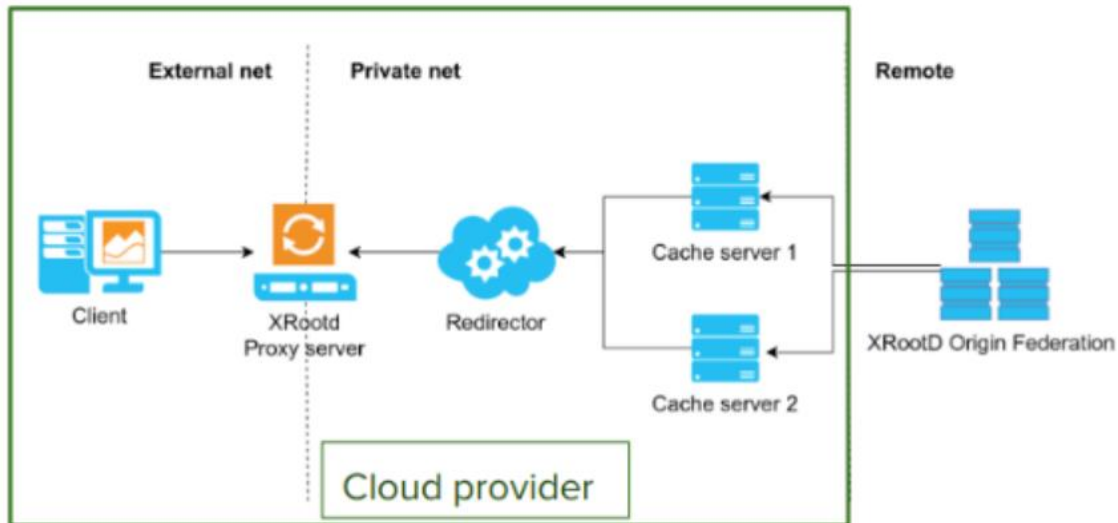 External net
Private net
Remote
Client
XRootd
Proxy server
Redirector
Cache server 1
Cache server 2
XRootD Origin Federation
Cloud provider